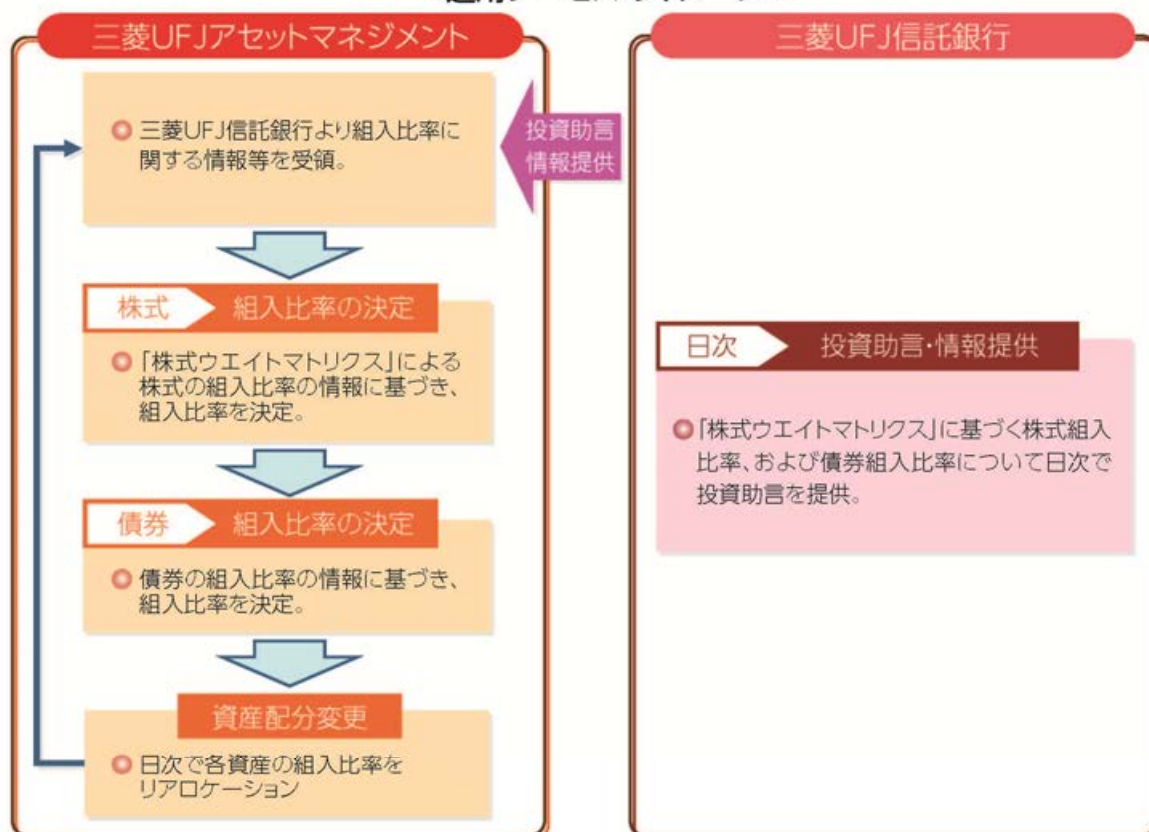 三菱UFJアセットマネジメント
三菱UFJ信託銀行より組入比率に
関する情報等を受領。
株式 組入比率の決定
「株式ウエイトマトリクス」による
株式の組入比率の情報に基づき、
組入比率を決定。
債券 組入比率の決定
債券の組入比率の情報に基づき、
組入比率を決定。
資産配分変更
日次で各資産の組入比率を
リアロケーション
投資助言
情報提供
三菱UFJ信託銀行
日次 投資助言・情報提供
「株式ウエイトマトリクス」に基づく株式組入
比率、および債券組入比率について日次で
投資助言を提供。